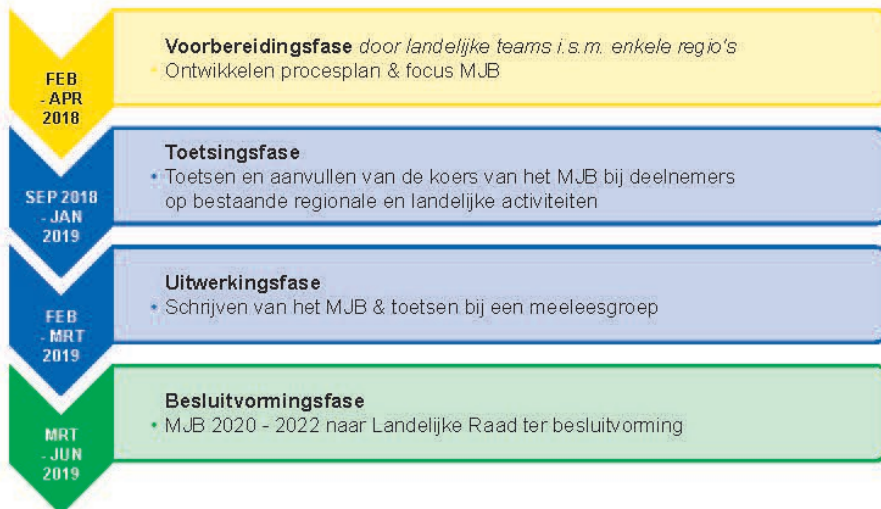 FEB
- APR
2018
Voorbereidingsfase door landelijke teams i.s.m. enkele regio's
• Ontwikkelen procesplan & focus MJB
SEP 2018
- JAN
2019
Toetsingsfase
• Toetsen en aanvullen van de koers van het MJB bij deelnemers
op bestaande regionale en landelijke activiteiten
FEB
- MRT
2019
Uitwerkingsfase
• Schrijven van het MJB & toetsen bij een meeleesgroep
MRT
- JUN
2019
Besluitvormingsfase
• MJB 2020 - 2022 naar Landelijke Raad ter besluitvorming